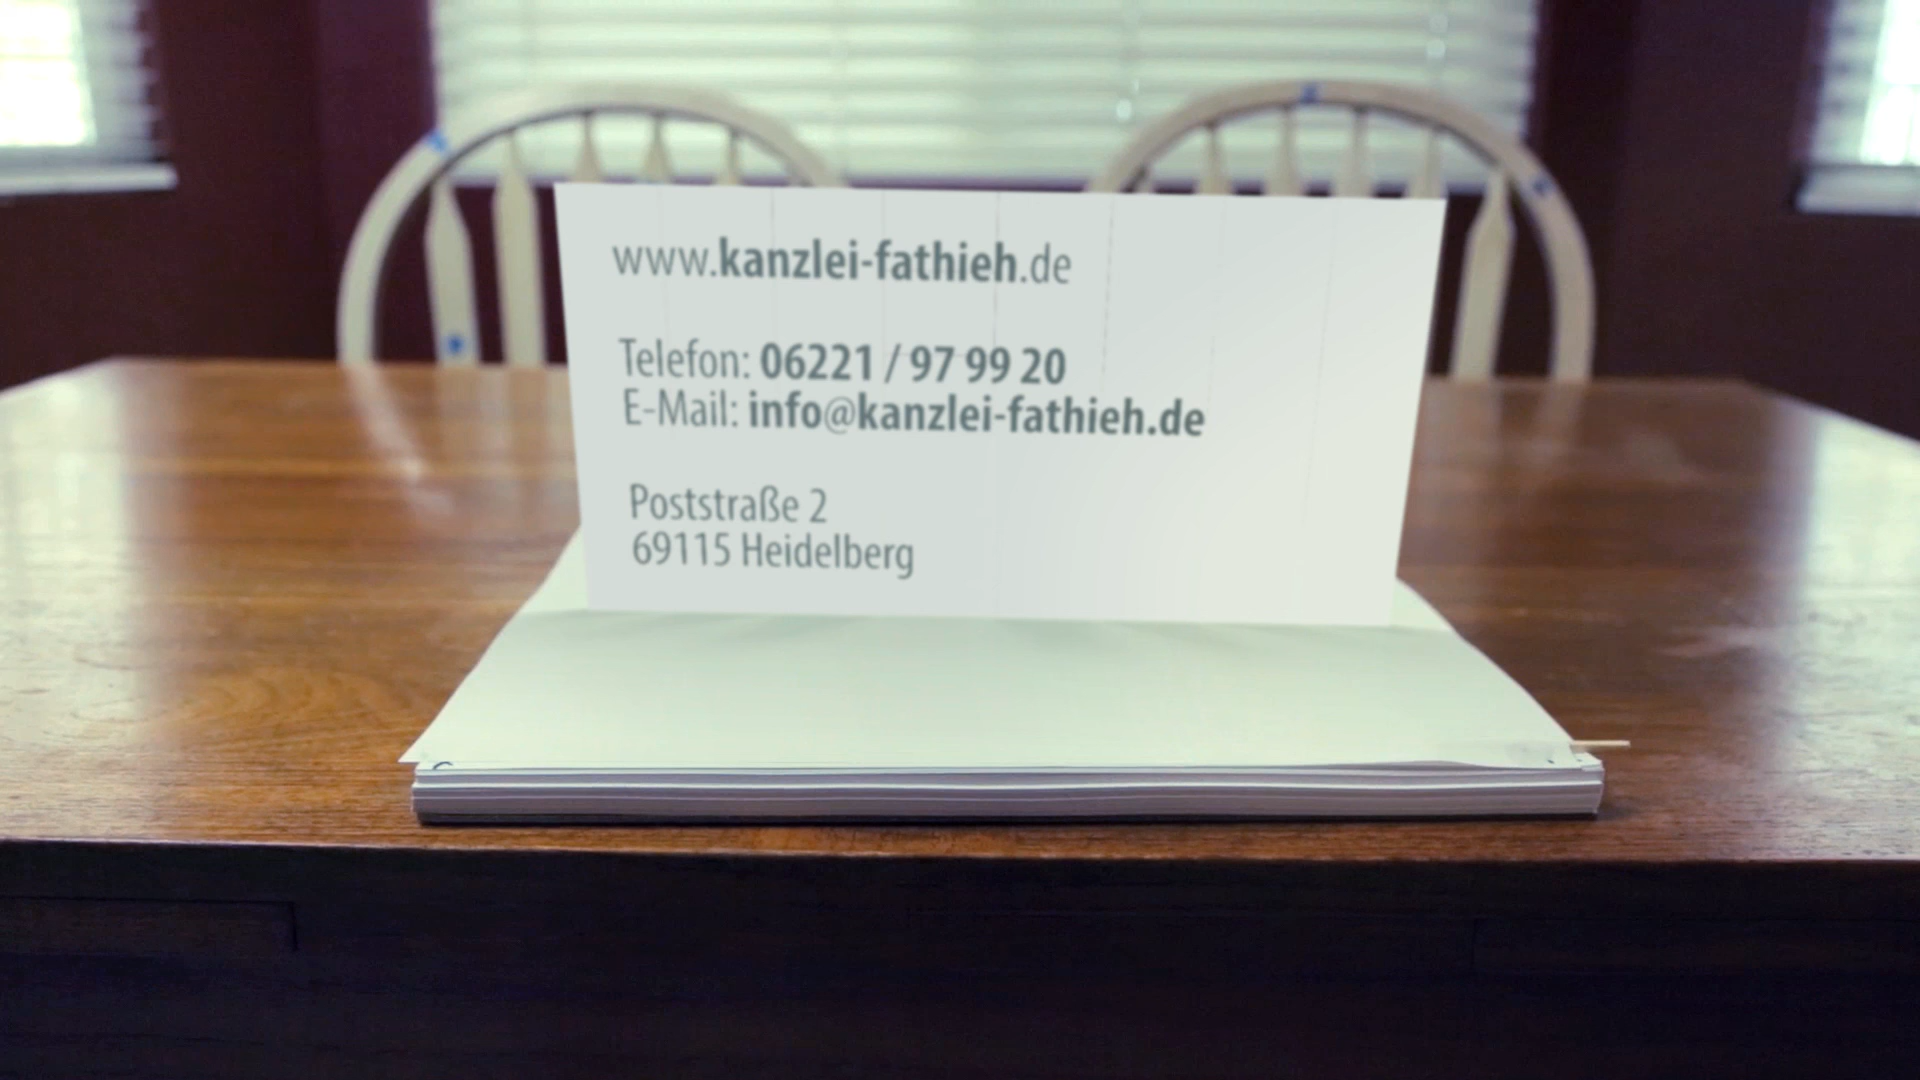 www.kanzlei-fathieh.de
Telefon: 06221 / 97 99 20
E-Mail: info@kanzlei-fathieh.de
Poststraße 2
69115 Heidelberg